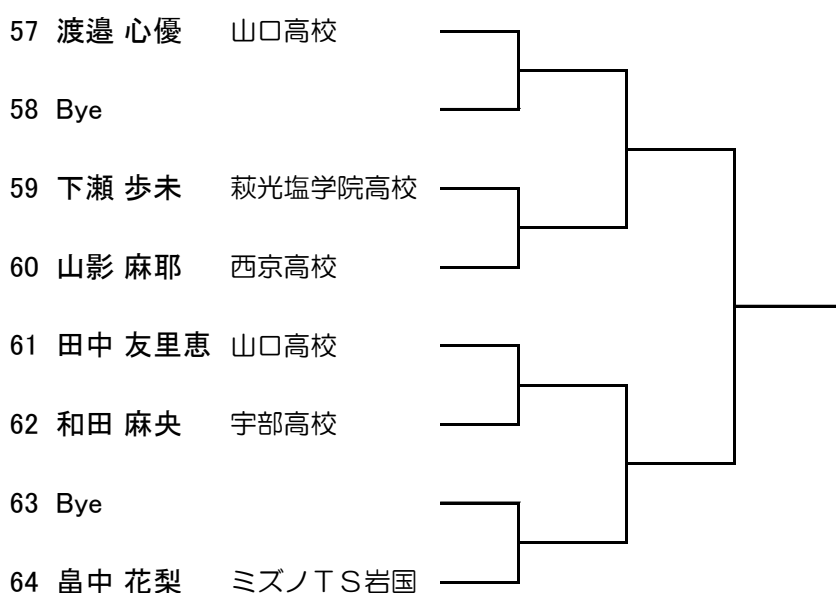 57 渡邉 心優 山口高校
58 Bye
59 下瀬 歩未 萩光塩学院高校
60 山影 麻耶 西京高校
61 田中 友里恵 山口高校
62 和田 麻央 宇部高校
63 Bye
64 畠中 花梨 ミズノTS岩国